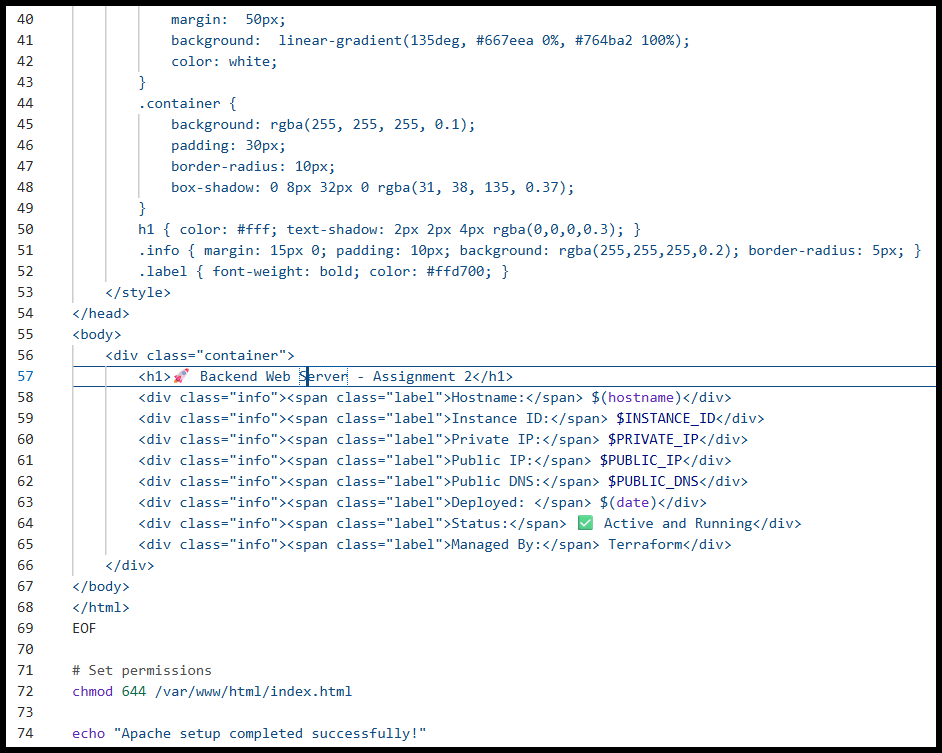 40 margin:  50px;
41 background:  linear-gradient(135deg, #667eea 0%, #764ba2 100%);
42 color: white;
43 }
44 .container {
45 background: rgba(255, 255, 255, 0.1);
46 padding: 30px;
47 border-radius: 10px;
48 box-shadow: 0 8px 32px 0 rgba(31, 38, 135, 0.37);
49 }
50 h1 { color: #fff; text-shadow: 2px 2px 4px rgba(0,0,0,0.3); }
51 .info { margin: 15px 0; padding: 10px; background: rgba(255,255,255,0.2); border-radius: 5px; }
52 .label { font-weight: bold; color: #ffd700; }
53 </style>
54 </head>
55 <body>
56 <div class="container">
57 <h1>🚀 Backend Web Server - Assignment 2</h1>
58 <div class="info"><span class="label">Hostname:</span> $(hostname)</div>
59 <div class="info"><span class="label">Instance ID:</span> $INSTANCE_ID</div>
60 <div class="info"><span class="label">Private IP:</span> $PRIVATE_IP</div>
61 <div class="info"><span class="label">Public IP:</span> $PUBLIC_IP</div>
62 <div class="info"><span class="label">Public DNS:</span> $PUBLIC_DNS</div>
63 <div class="info"><span class="label">Deployed: </span> $(date)</div>
64 <div class="info"><span class="label">Status:</span> ✅ Active and Running</div>
65 <div class="info"><span class="label">Managed By:</span> Terraform</div>
66 </div>
67 </body>
68 </html>
69 EOF
70
71 # Set permissions
72 chmod 644 /var/www/html/index.html
73
74 echo "Apache setup completed successfully!"